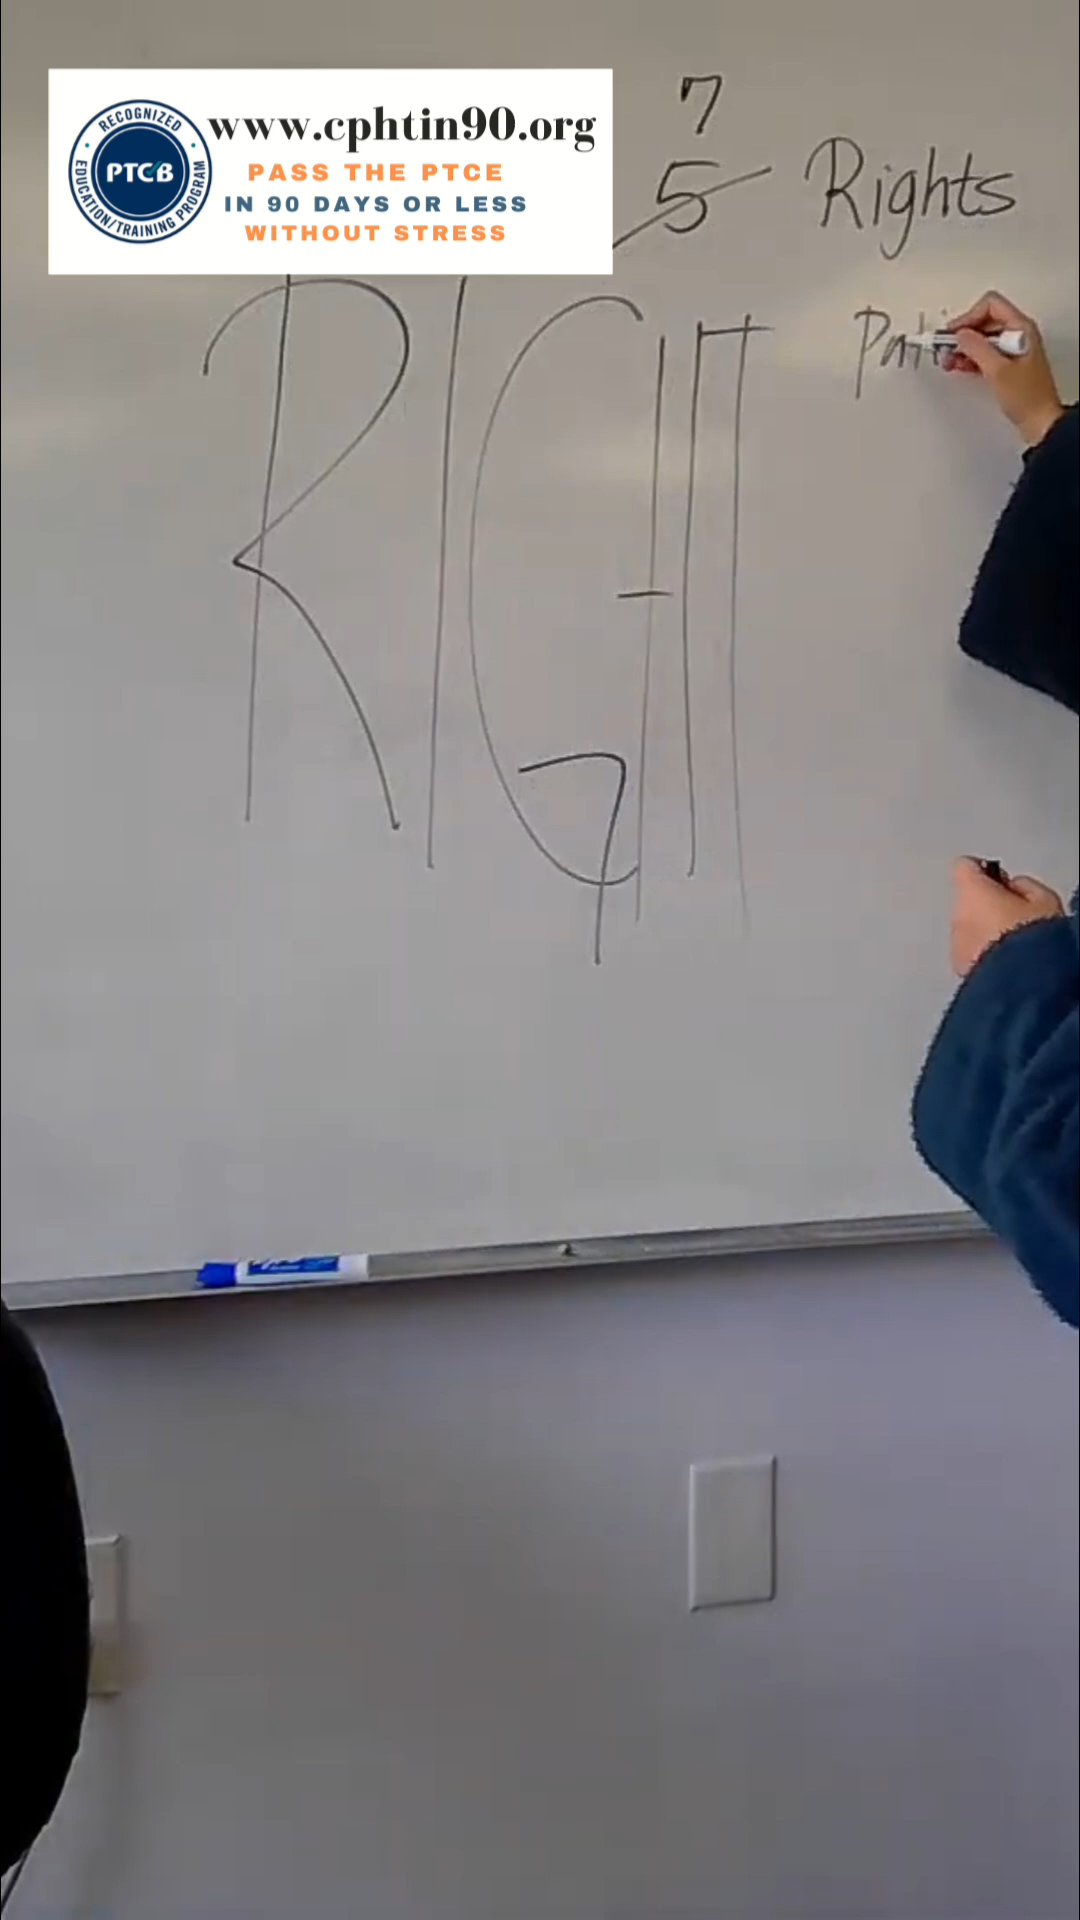 www.cphtin90.org
PASS THE PTCE
IN 90 DAYS OR LESS
WITHOUT STRESS
RECOGNIZED
PTCB
EDUCATION/TRAINING PROGRAM
7
5 Rights
RIGHT
Pati
7